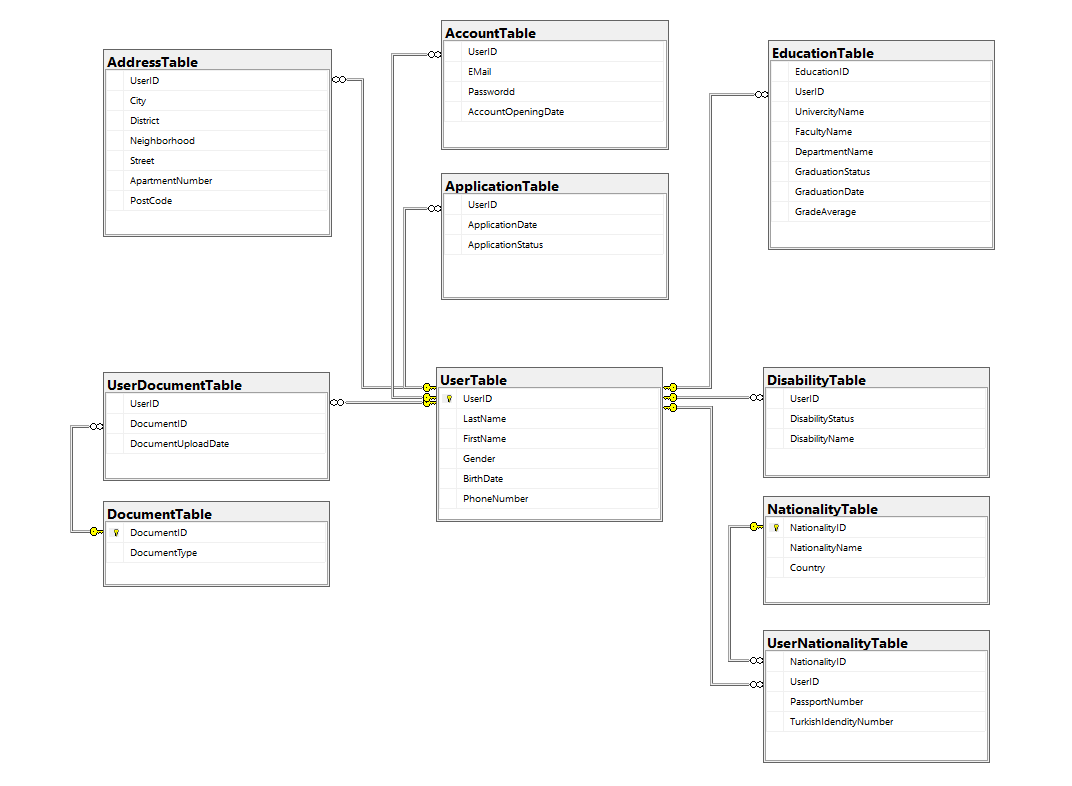 AddressTable
UserID
City
District
Neighborhood
Street
ApartmentNumber
PostCode
AccountTable
UserID
EMail
Passwordd
AccountOpeningDate
EducationTable
EducationID
UserID
UnivercityName
FacultyName
DepartmentName
GraduationStatus
GraduationDate
GradeAverage
ApplicationTable
UserID
ApplicationDate
ApplicationStatus
UserDocumentTable
UserID
DocumentID
DocumentUploadDate
UserTable
UserID
LastName
FirstName
Gender
BirthDate
PhoneNumber
DisabilityTable
UserID
DisabilityStatus
DisabilityName
DocumentTable
DocumentID
DocumentType
NationalityTable
NationalityID
NationalityName
Country
UserNationalityTable
NationalityID
UserID
PassportNumber
TurkishIdendityNumber